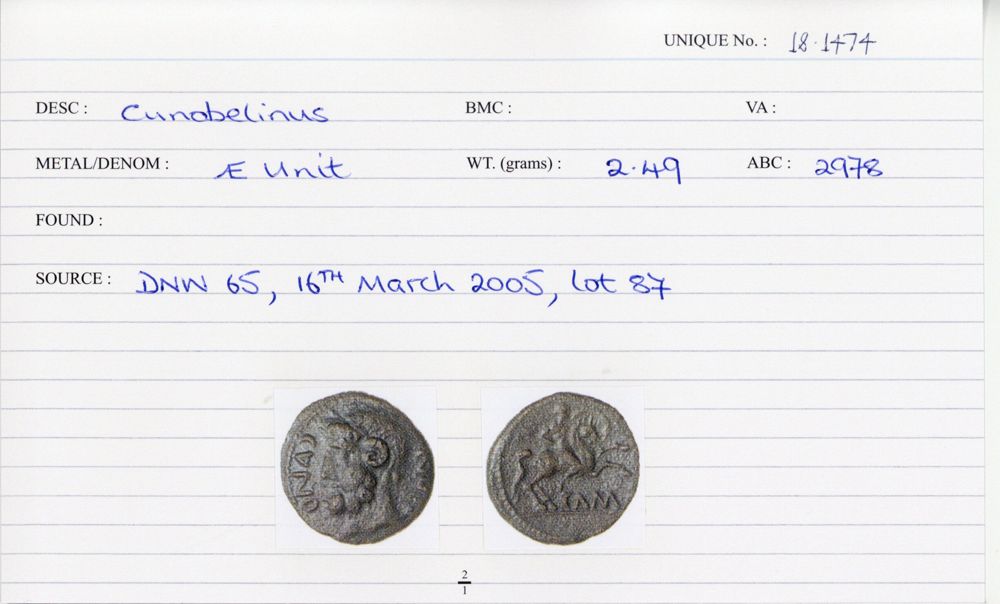 UNIQUE No. : 18.1474
DESC : Cunobelinus BMC : VA :
METAL/DENOM : Æ Unit WT. (grams) : 2.49 ABC : 2978
FOUND :
SOURCE : DNW 65, 16TH March 2005, lot 87
CAMV
2
1